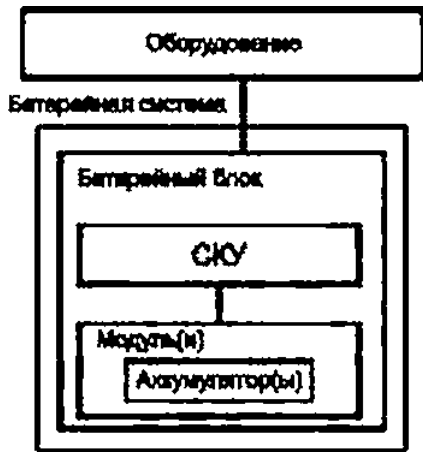 Оборудование
Батарейная система
Батарейный блок
СКУ
Модуль(и)
Аккумулятор(ы)